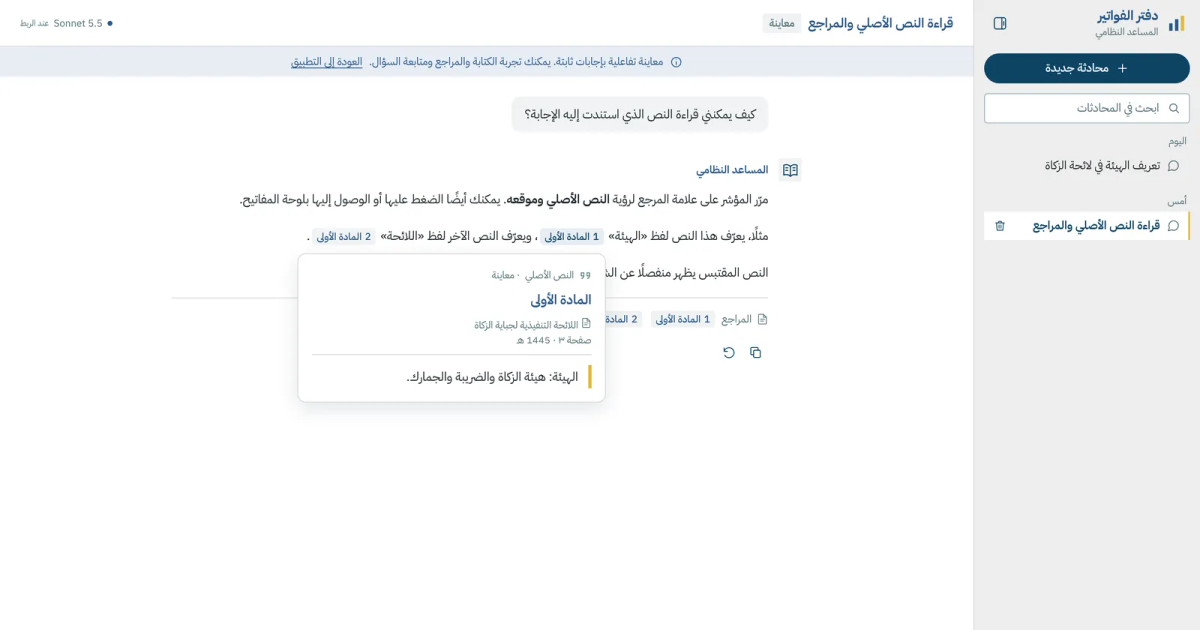 دفتر الفواتير
المساعد النظامي
محادثة جديدة
ابحث في المحادثات
اليوم
تعريف الهيئة في لائحة الزكاة
أمس
قراءة النص الأصلي والمراجع
قراءة النص الأصلي والمراجع معاينة
Sonnet 5.5 عند الربط
معاينة تفاعلية بإجابات ثابتة. يمكنك تجربة الكتابة والمراجع ومتابعة السؤال. العودة إلى التطبيق
كيف يمكنني قراءة النص الذي استندت إليه الإجابة؟
المساعد النظامي
مرّر المؤشر على علامة المرجع لرؤية النص الأصلي وموقعه. يمكنك أيضًا الضغط عليها أو الوصول إليها بلوحة المفاتيح.
مثلًا، يعرّف هذا النص لفظ «الهيئة» 1 المادة الأولى ، ويعرّف النص الآخر لفظ «اللائحة» 2 المادة الأولى .
النص المقتبس يظهر منفصلًا عن
المراجع 1 المادة الأولى 2 المادة
النص الأصلي · معاينة
المادة الأولى
اللائحة التنفيذية لجباية الزكاة
صفحة ٣ · 1445 هـ
الهيئة: هيئة الزكاة والضريبة والجمارك.